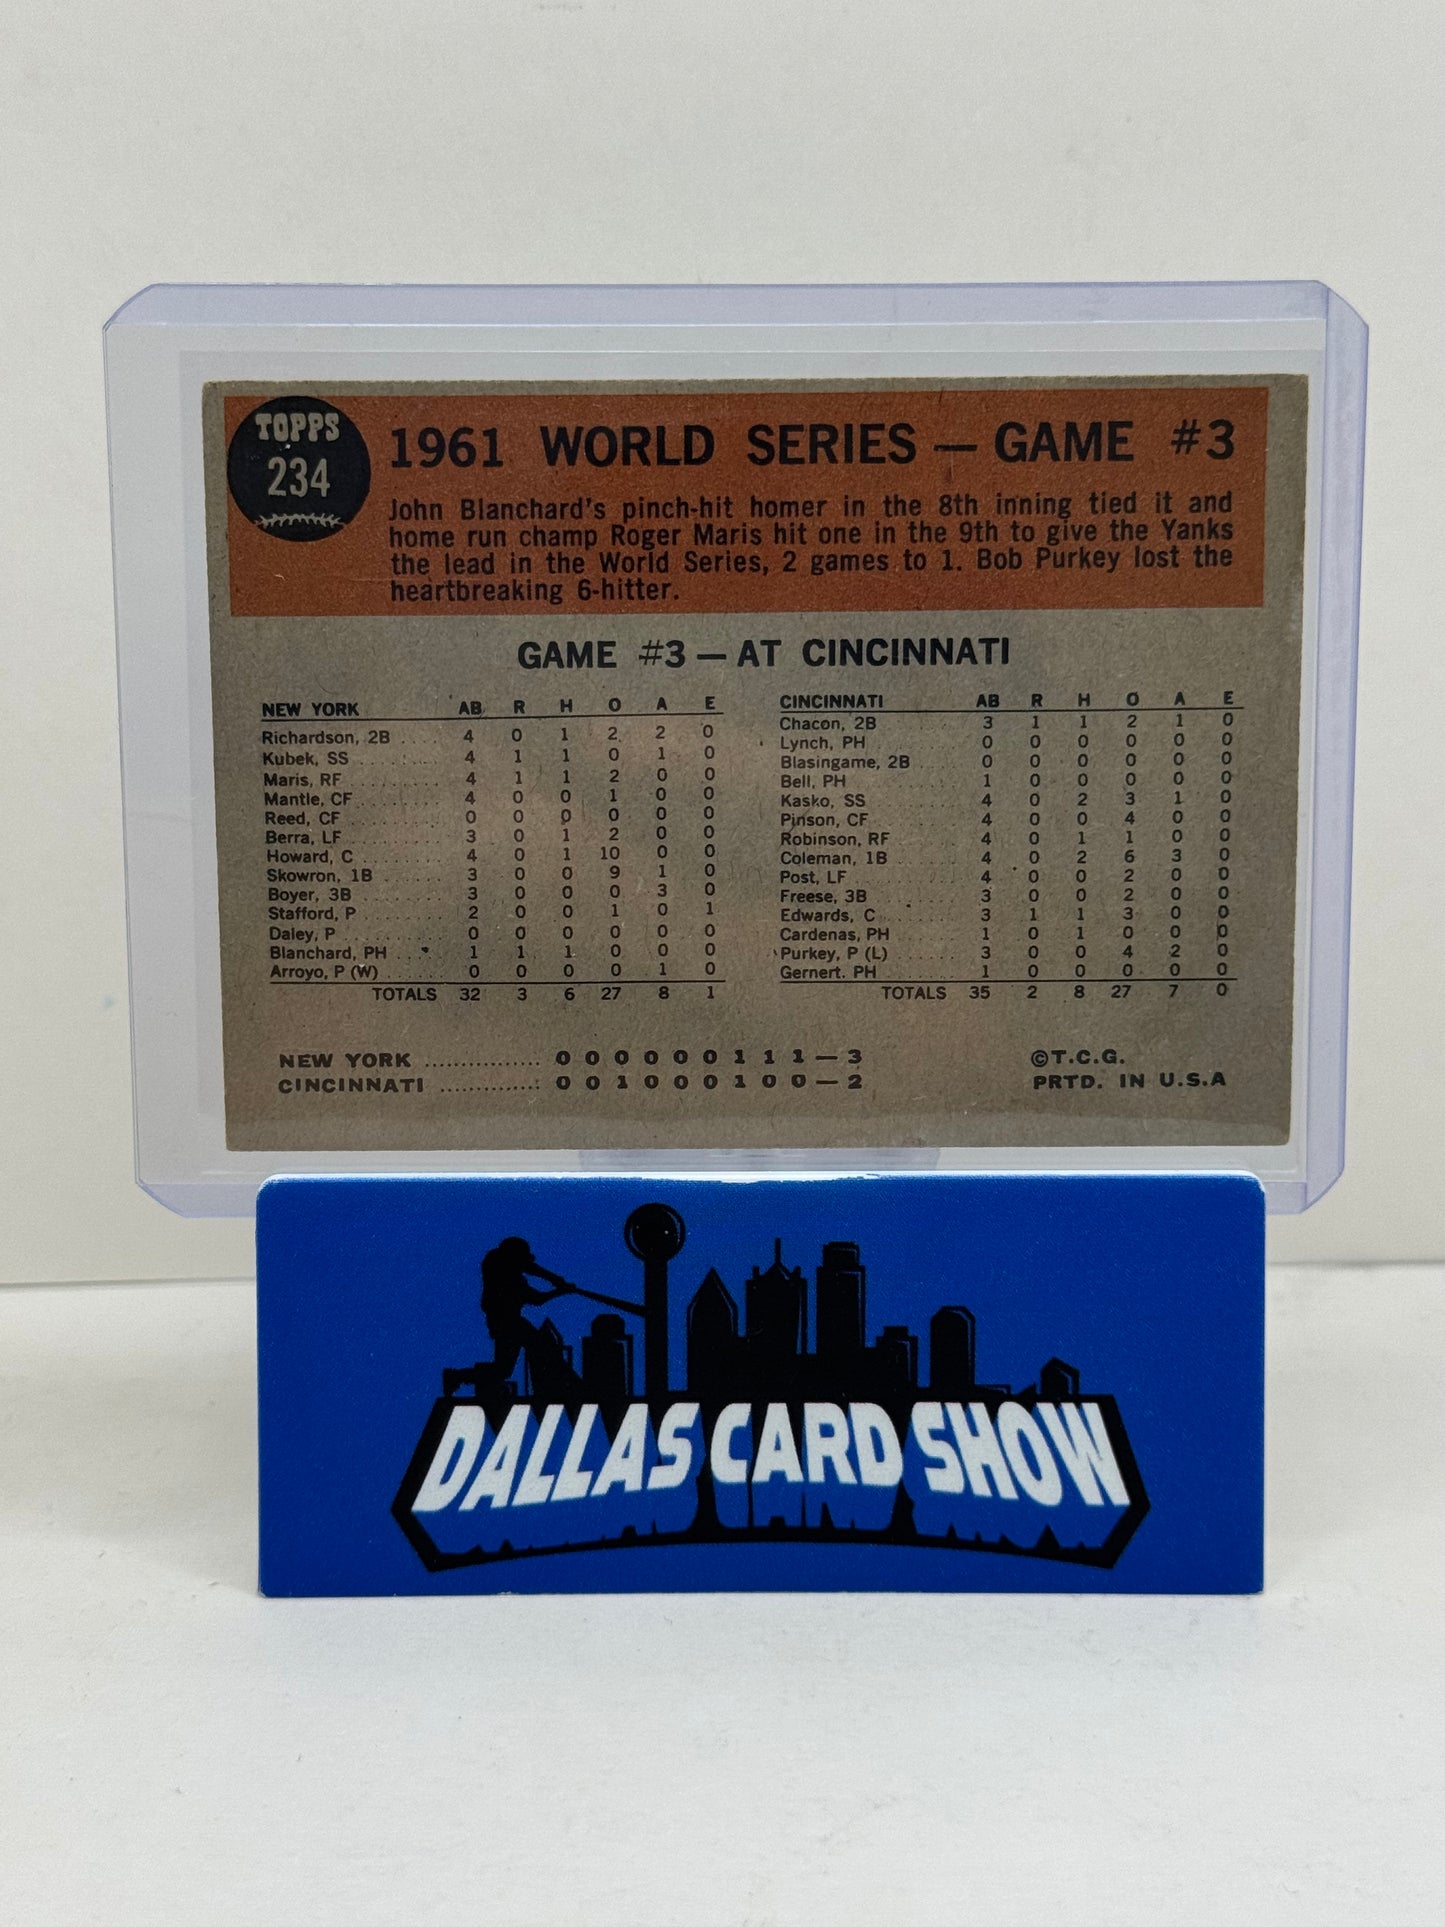 TOPPS
234
1961 WORLD SERIES — GAME #3
John Blanchard's pinch-hit homer in the 8th inning tied it and
home run champ Roger Maris hit one in the 9th to give the Yanks
the lead in the World Series, 2 games to 1. Bob Purkey lost the
heartbreaking 6-hitter.
GAME #3 — AT CINCINNATI
NEW YORK AB R H O A E
Richardson, 2B .... 4 0 1 2 2 0
Kubek, SS ........ 4 1 1 0 1 0
Maris, RF ........ 4 1 1 2 0 0
Mantle, CF ........ 4 0 0 1 0 0
Reed, CF ........ 0 0 0 0 0 0
Berra, LF ........ 3 0 1 2 0 0
Howard, C ........ 4 0 1 10 0 0
Skowron, 1B ...... 3 0 0 9 1 0
Boyer, 3B ........ 3 0 0 0 3 0
Stafford, P ........ 2 0 0 1 0 1
Daley, P .......... 0 0 0 0 0 0
Blanchard, PH .... 1 1 1 0 0 0
Arroyo, P (W) ...... 0 0 0 0 1 0
TOTALS 32 3 6 27 8 1
CINCINNATI AB R H O A E
Chacon, 2B ...... 3 1 1 2 1 0
Lynch, PH ........ 0 0 0 0 0 0
Blasingame, 2B .. 0 0 0 0 0 0
Bell, PH .......... 1 0 0 0 0 0
Kasko, SS ........ 4 0 2 3 1 0
Pinson, CF ........ 4 0 0 4 0 0
Robinson, RF ...... 4 0 1 1 0 0
Coleman, 1B ...... 4 0 2 6 3 0
Post, LF .......... 4 0 0 2 0 0
Freese, 3B ........ 3 0 0 2 0 0
Edwards, C ........ 3 1 1 3 0 0
Cardenas, PH ...... 1 0 1 0 0 0
Purkey, P (L) ...... 3 0 0 4 2 0
Gernert, PH ...... 1 0 0 0 0 0
TOTALS 35 2 8 27 7 0
NEW YORK ............... 0 0 0 0 0 0 1 1 1 — 3
CINCINNATI ............. 0 0 1 0 0 0 1 0 0 — 2
©T.C.G.
PRTD. IN U.S.A
DALLAS CARD SHOW